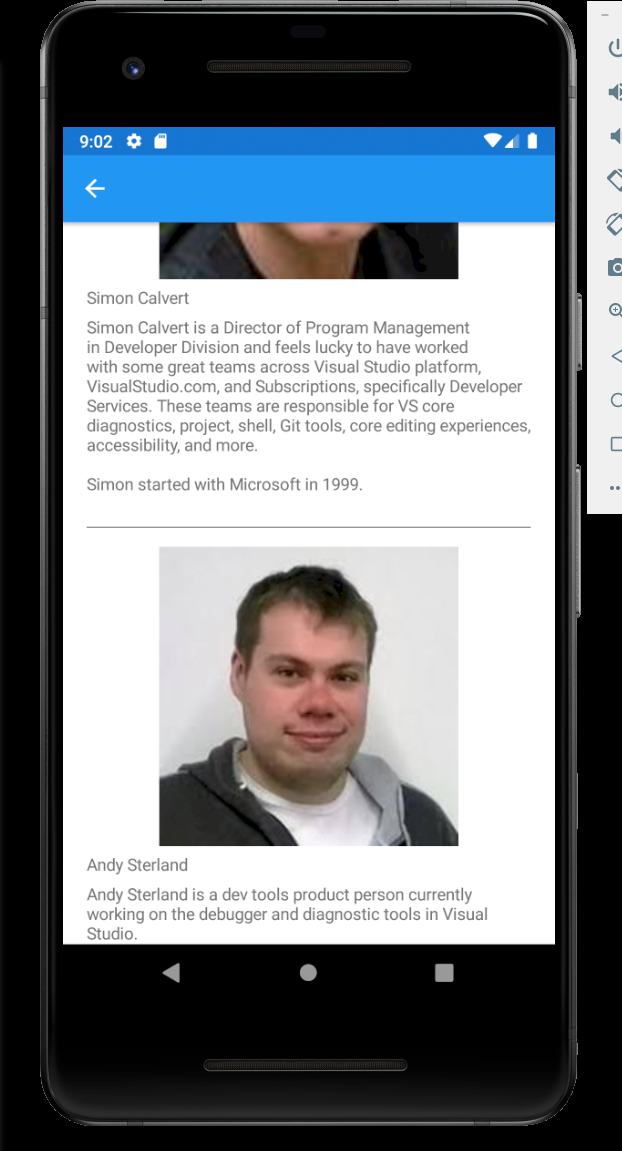 9:02
Simon Calvert
Simon Calvert is a Director of Program Management
in Developer Division and feels lucky to have worked
with some great teams across Visual Studio platform,
VisualStudio.com, and Subscriptions, specifically Developer
Services. These teams are responsible for VS core
diagnostics, project, shell, Git tools, core editing experiences,
accessibility, and more.
Simon started with Microsoft in 1999.
Andy Sterland
Andy Sterland is a dev tools product person currently
working on the debugger and diagnostic tools in Visual
Studio.